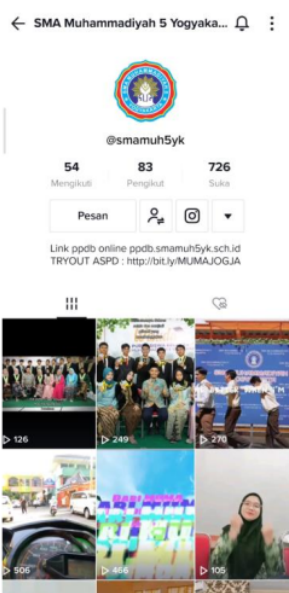 SMA Muhammadiyah 5 Yogyaka...
@smamuh5yk
54 83 726
Mengikuti Pengikut Suka
Pesan
Link ppdb online ppdb.smamuh5yk.sch.id
TRYOUT ASPD : http://bit.ly/MUMAJOGJA
126 249 270
506 466 105